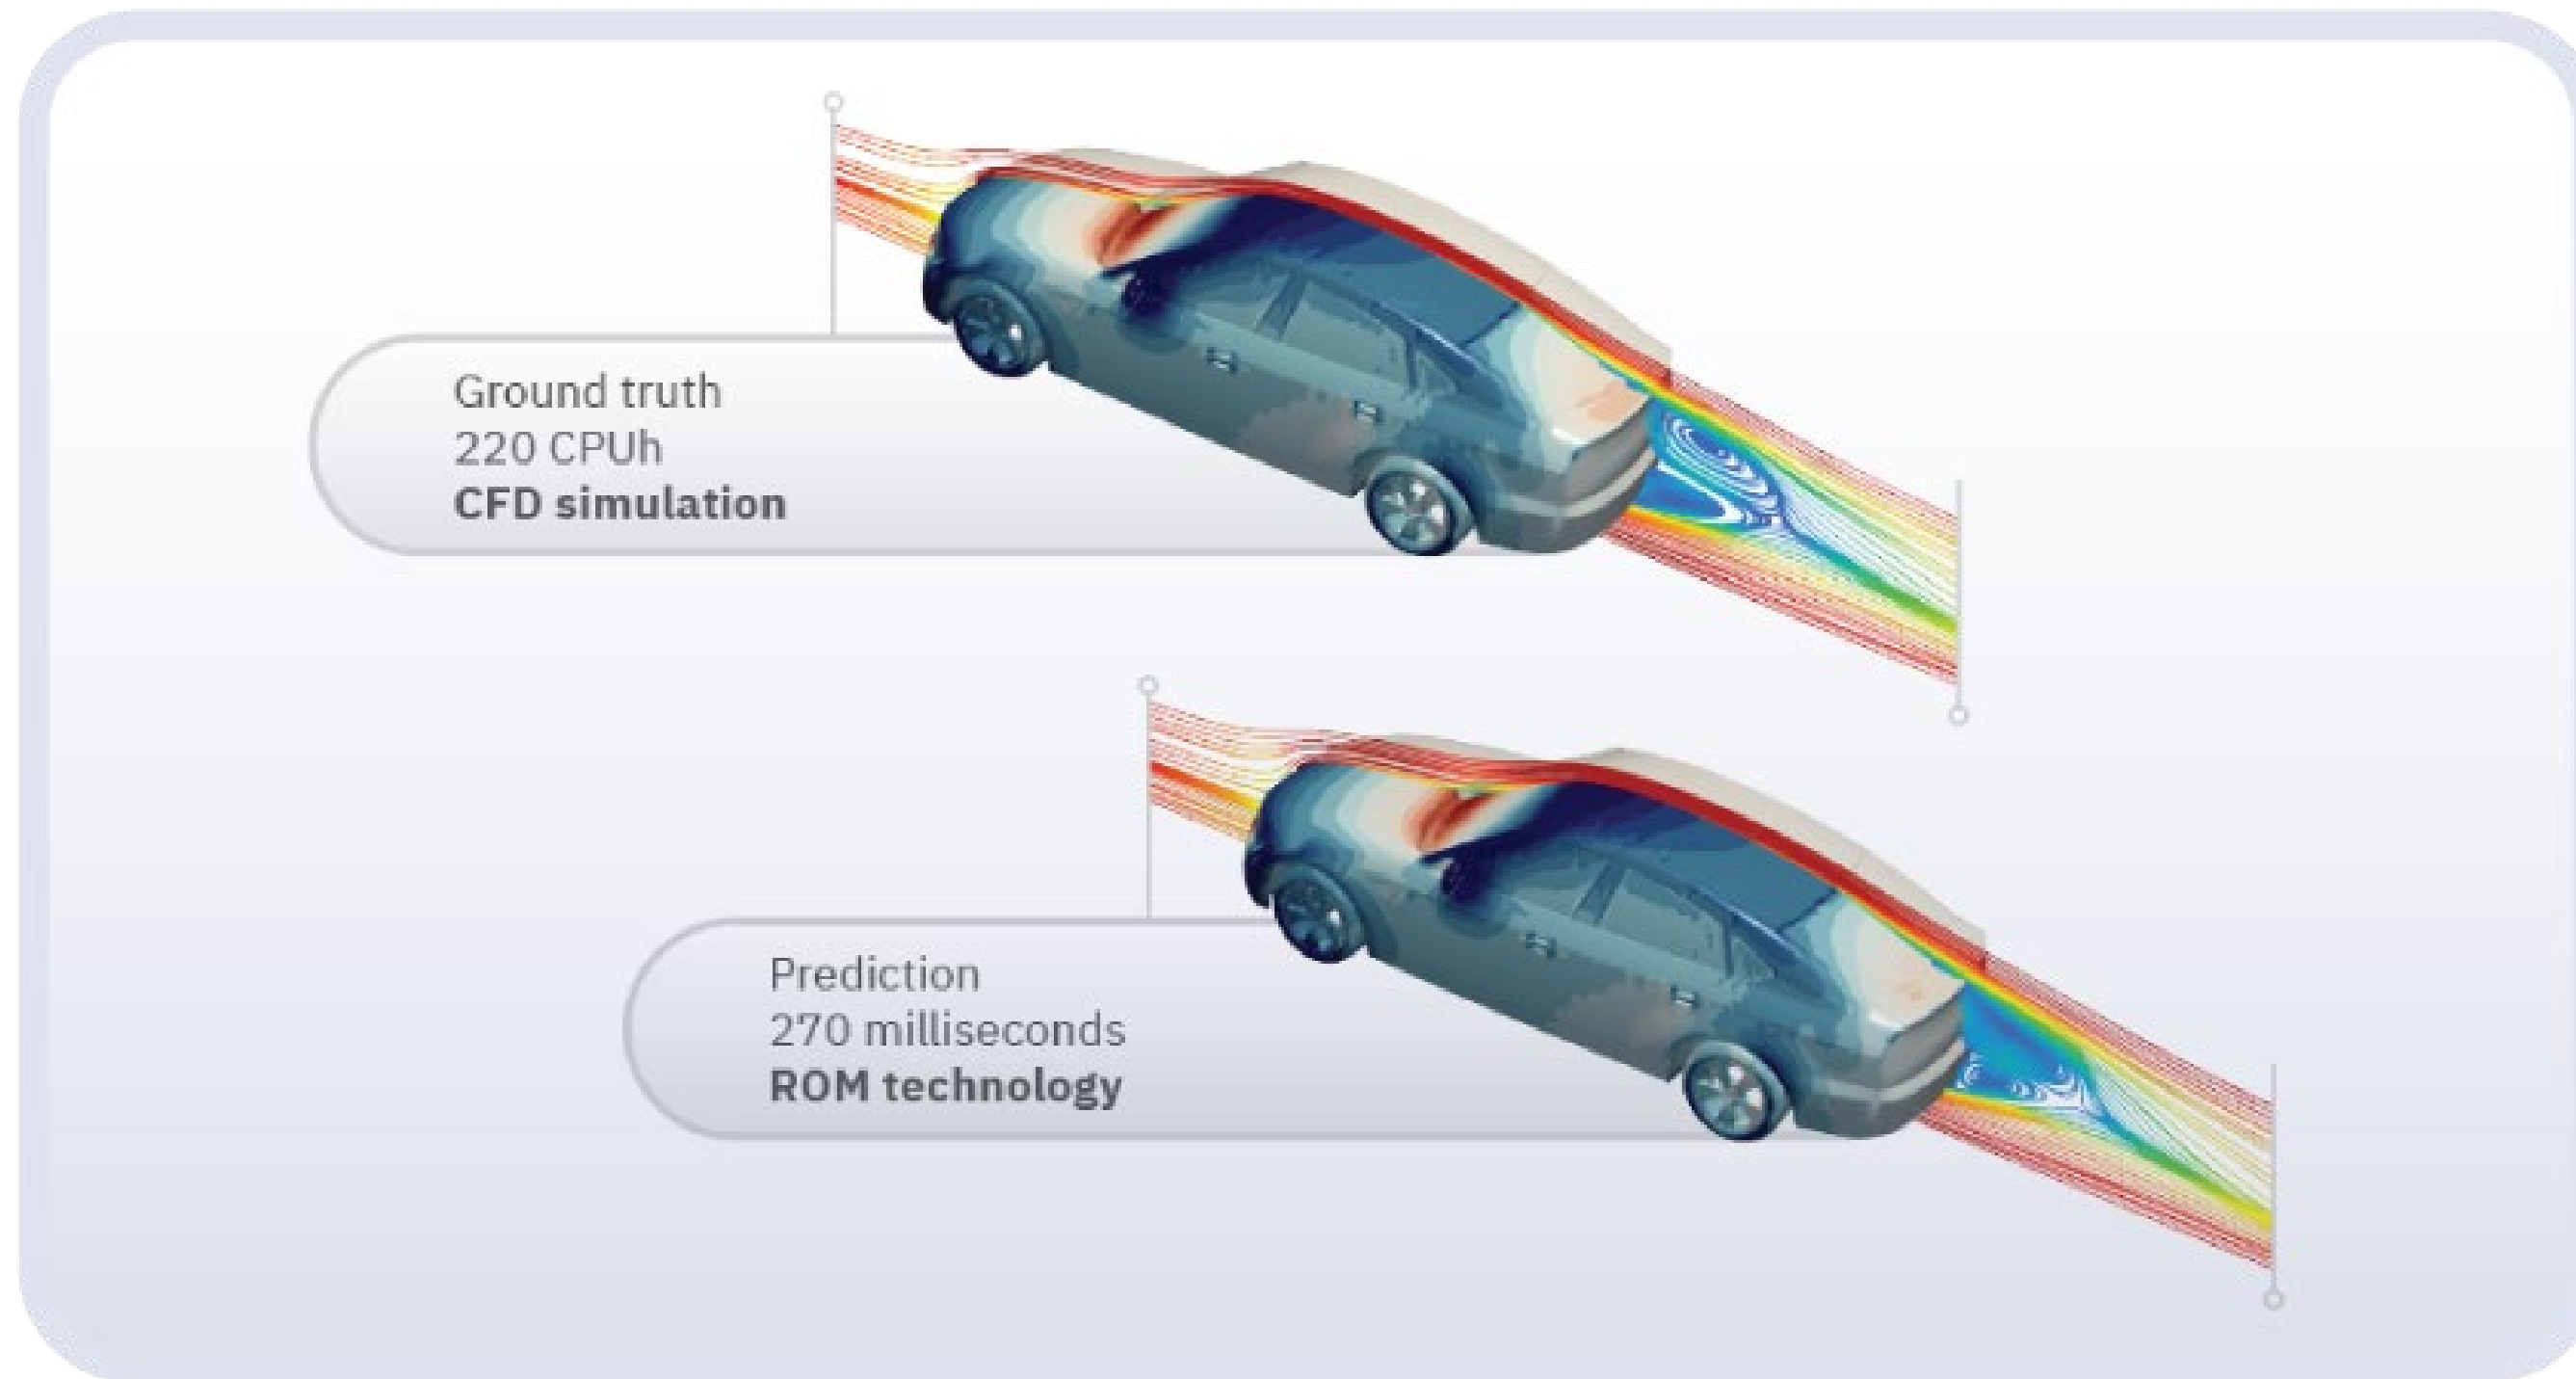 Ground truth
220 CPUh
CFD simulation
Prediction
270 milliseconds
ROM technology